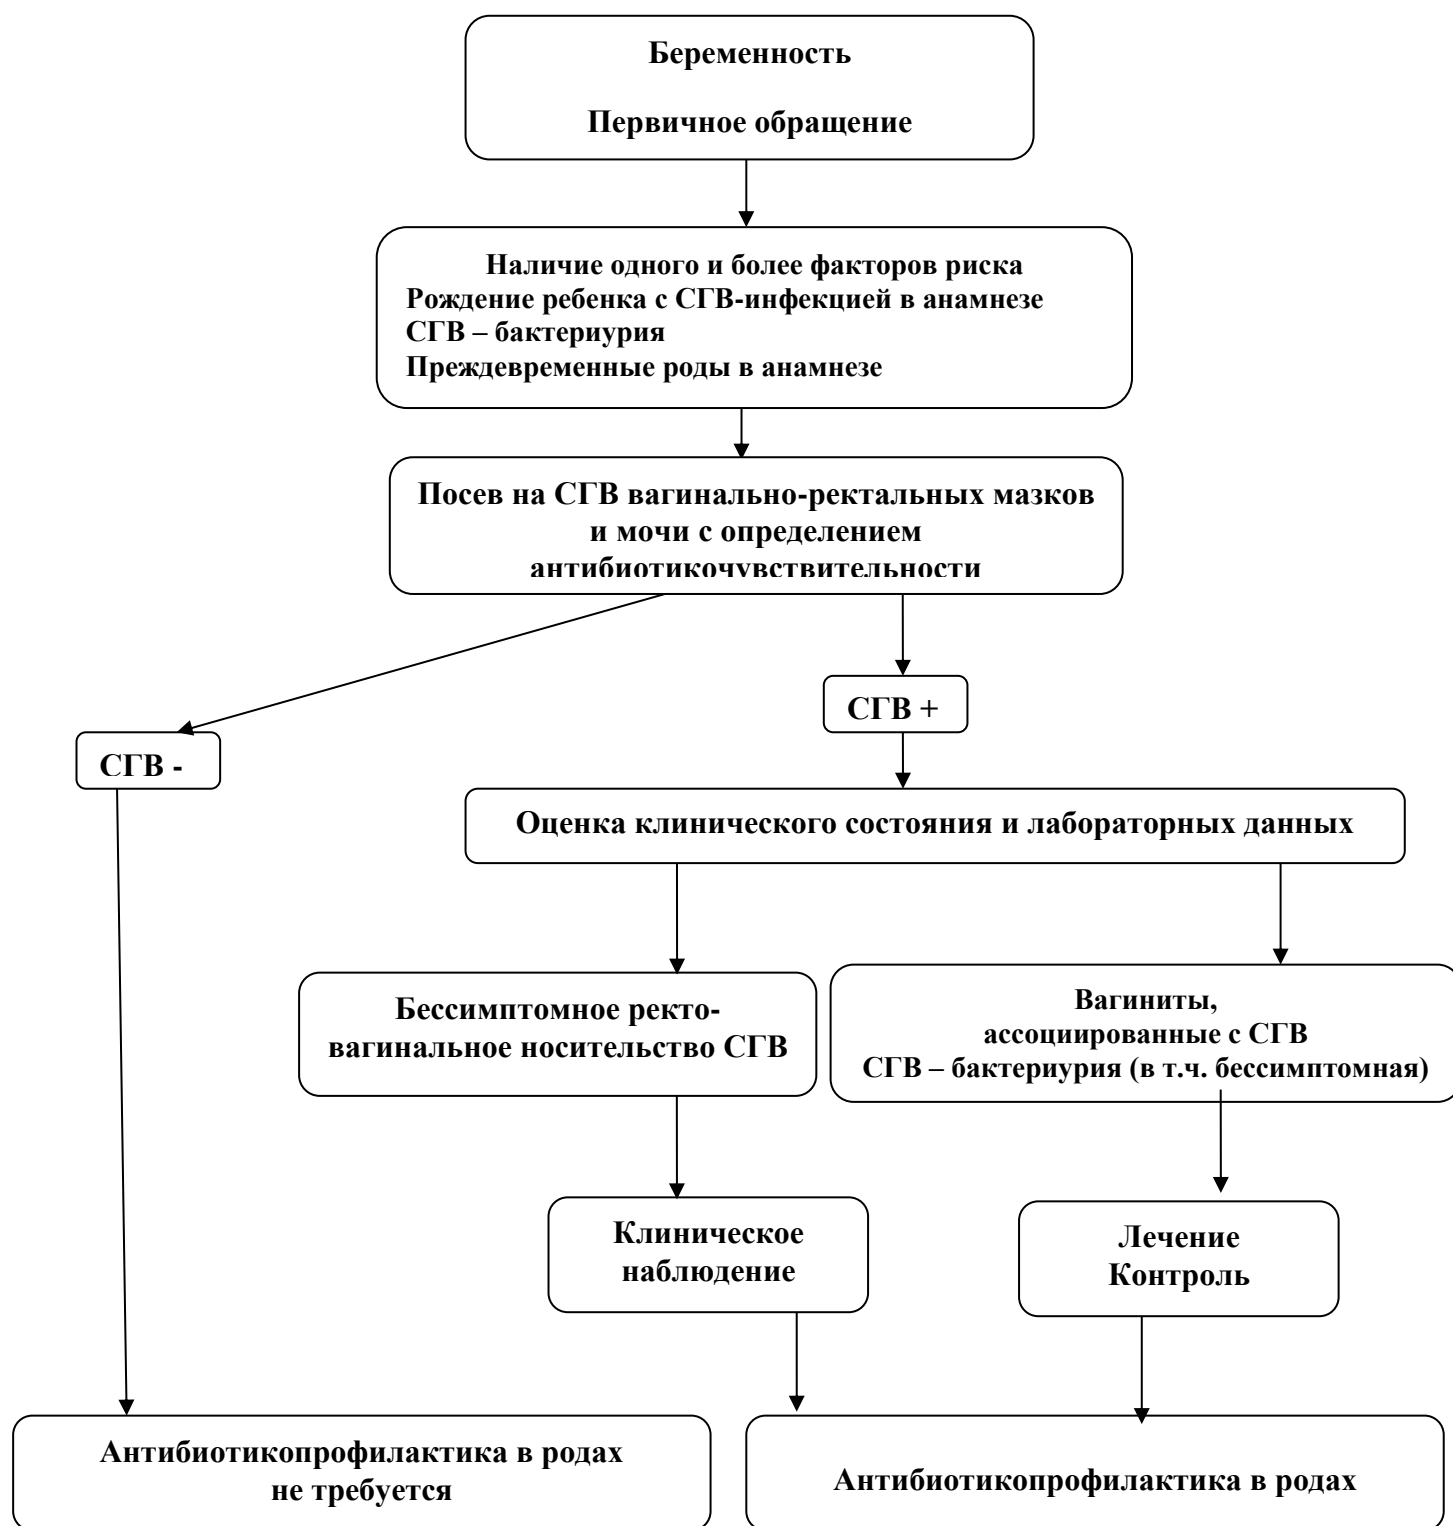 Беременность
Первичное обращение
Наличие одного и более факторов риска
Рождение ребенка с СГВ-инфекцией в анамнезе
СГВ – бактериурия
Преждевременные роды в анамнезе
Посев на СГВ вагинально-ректальных мазков
и мочи с определением
антибиотикочувствительности
СГВ +
СГВ -
Оценка клинического состояния и лабораторных данных
Бессимптомное ректо-
вагинальное носительство СГВ
Вагиниты,
ассоциированные с СГВ
СГВ – бактериурия (в т.ч. бессимптомная)
Клиническое
наблюдение
Лечение
Контроль
Антибиотикопрофилактика в родах
не требуется
Антибиотикопрофилактика в родах